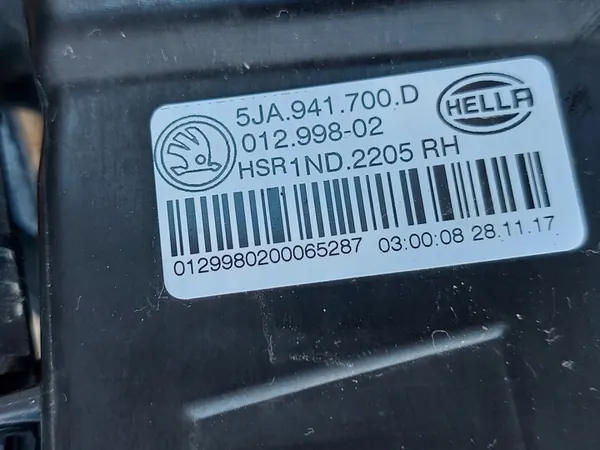 5JA.941.700.D
HELLA
012.998-02
HSR1ND.2205 RH
0129980200065287 03:00:08 28.11.17